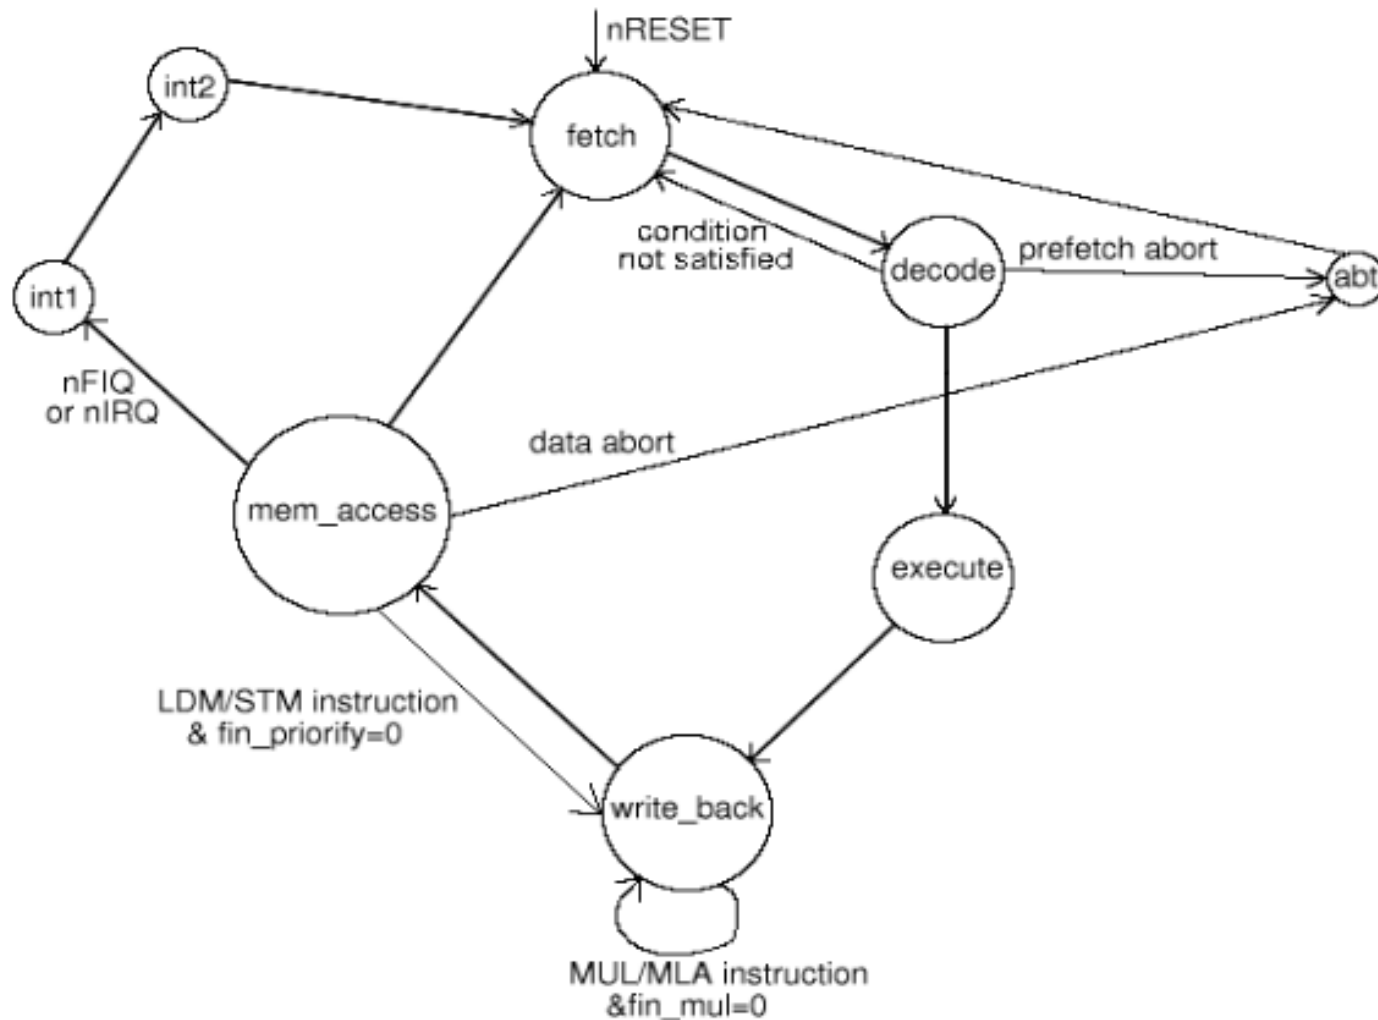 nRESET
int2
fetch
condition
not satisfied
decode
prefetch abort
abt
int1
nFIQ
or nIRQ
data abort
mem_access
execute
LDM/STM instruction
& fin_priorify=0
write_back
MUL/MLA instruction
&fin_mul=0